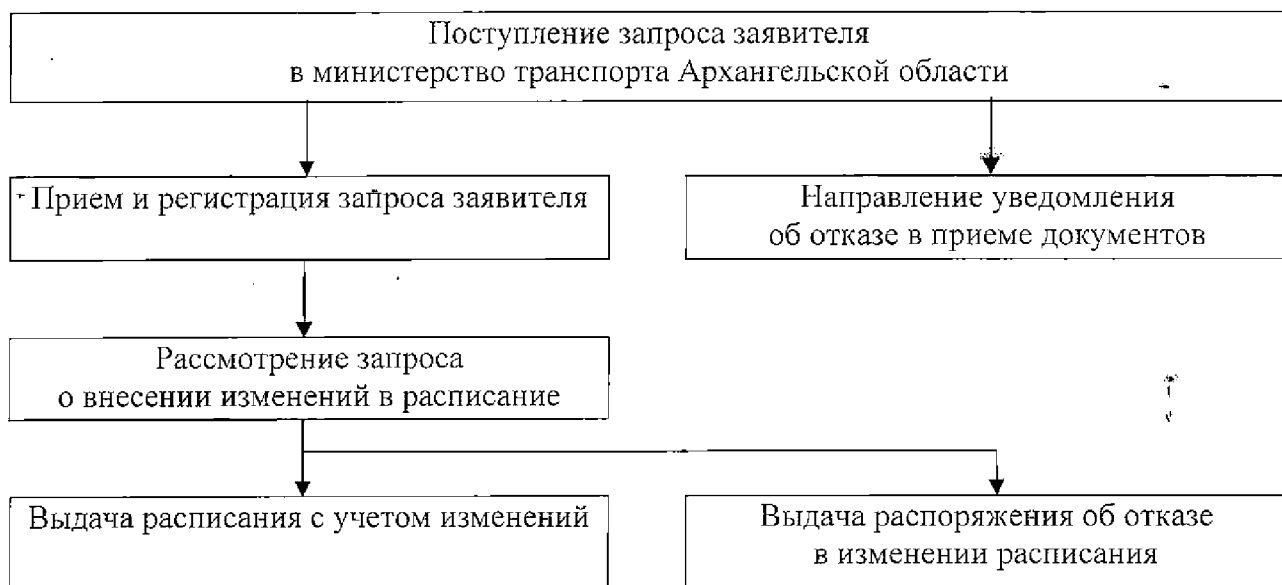 Поступление запроса заявителя
в министерство транспорта Архангельской области
Прием и регистрация запроса заявителя
Направление уведомления
об отказе в приеме документов
Рассмотрение запроса
о внесении изменений в расписание
Выдача расписания с учетом изменений
Выдача распоряжения об отказе
в изменении расписания